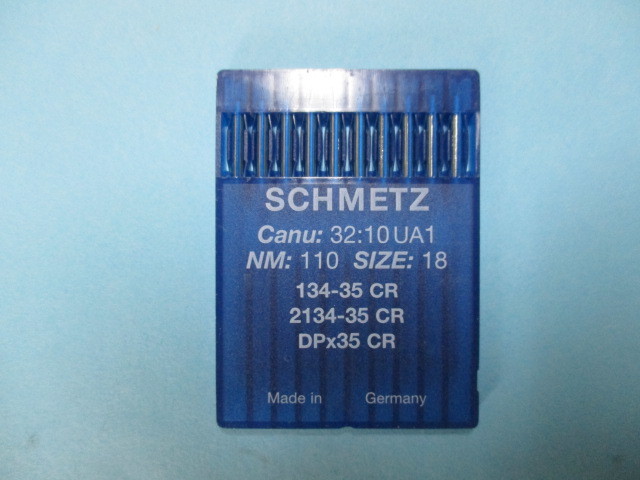 SCHMETZ
Canu: 32:10 UA1
NM: 110 SIZE: 18
134-35 CR
2134-35 CR
DPx35 CR
Made in Germany